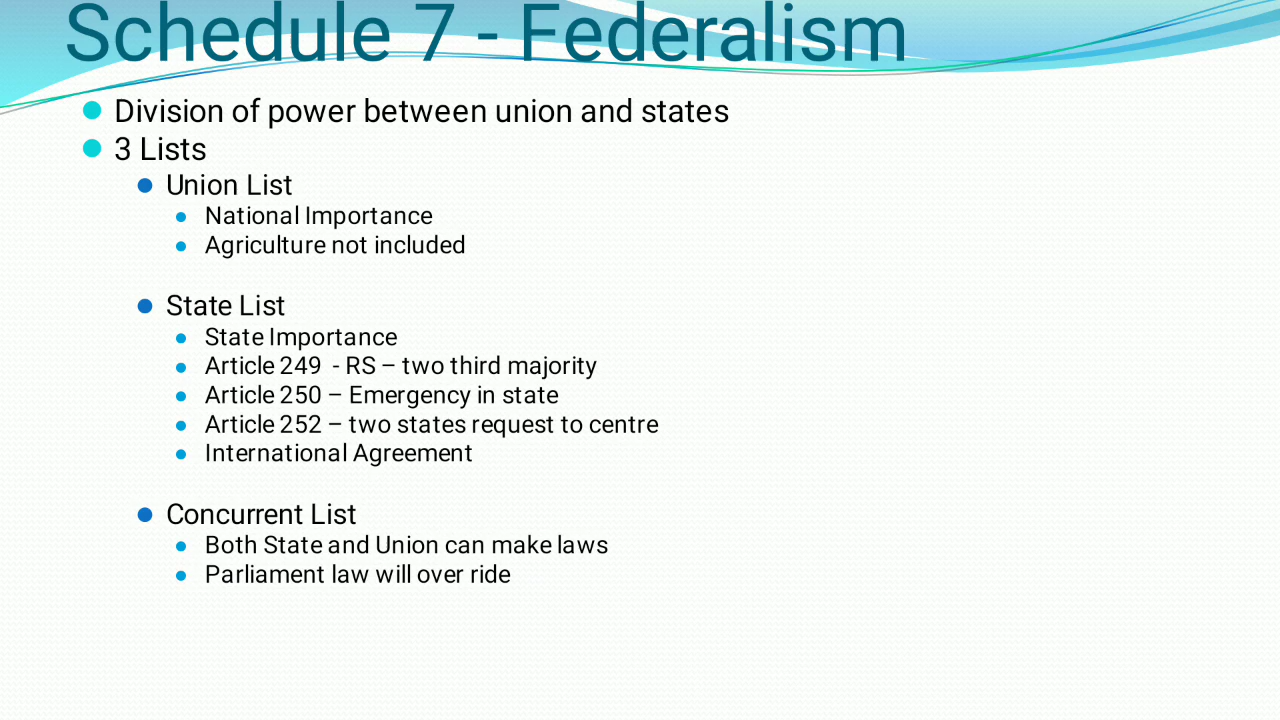 Schedule 7 - Federalism
Division of power between union and states
3 Lists
Union List
National Importance
Agriculture not included
State List
State Importance
Article 249 - RS – two third majority
Article 250 – Emergency in state
Article 252 – two states request to centre
International Agreement
Concurrent List
Both State and Union can make laws
Parliament law will over ride